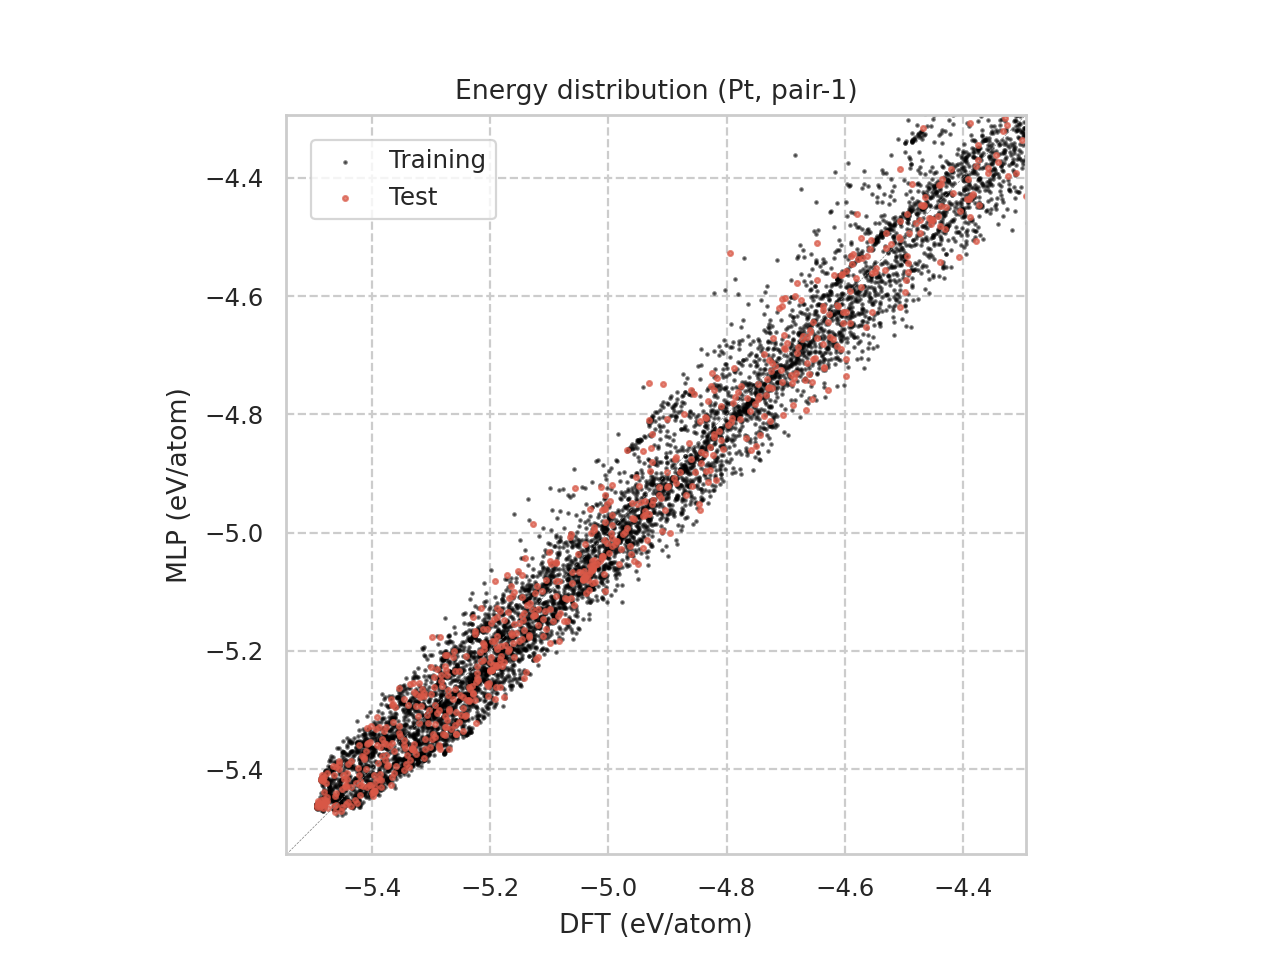 Energy distribution (Pt, pair-1)
Training
Test
MLP (eV/atom)
−4.4
−4.6
−4.8
−5.0
−5.2
−5.4
−5.4 −5.2 −5.0 −4.8 −4.6 −4.4
DFT (eV/atom)